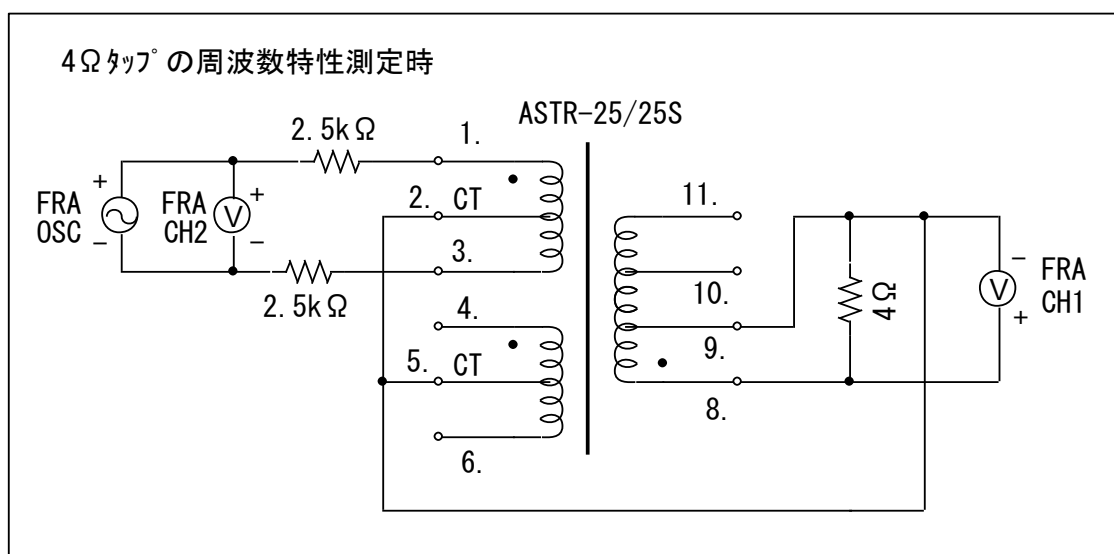 4Ωタップの周波数特性測定時
ASTR-25/25S
2.5kΩ
1.
2. CT
3.
FRA
OSC
+
−
FRA
CH2
+
−
V
2.5kΩ
4.
5. CT
6.
11.
10.
9.
8.
4Ω
V
−
+
FRA
CH1